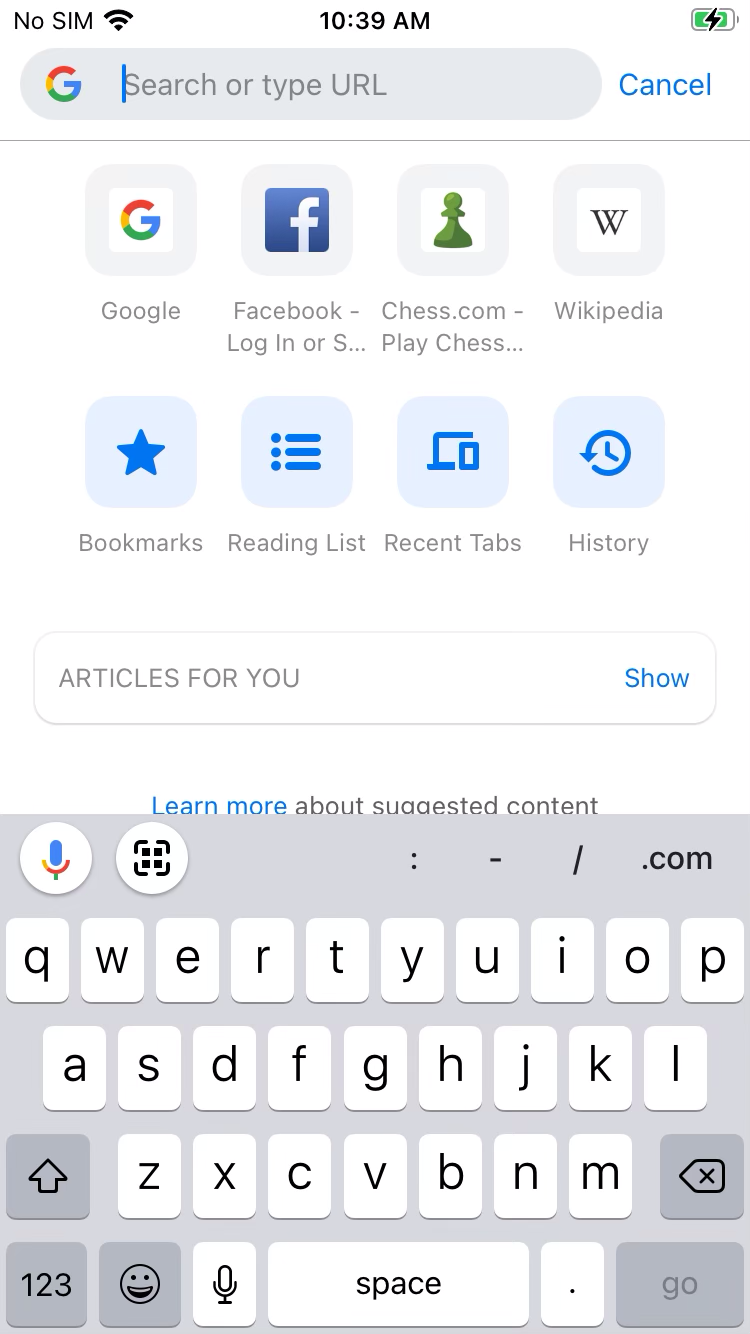 No SIM 10:39 AM
Search or type URL Cancel
Google Facebook - Chess.com - Wikipedia
Log In or S... Play Chess...
Bookmarks Reading List Recent Tabs History
ARTICLES FOR YOU Show
Learn more about suggested content
: - / .com
q w e r t y u i o p
a s d f g h j k l
z x c v b n m
123 space . go